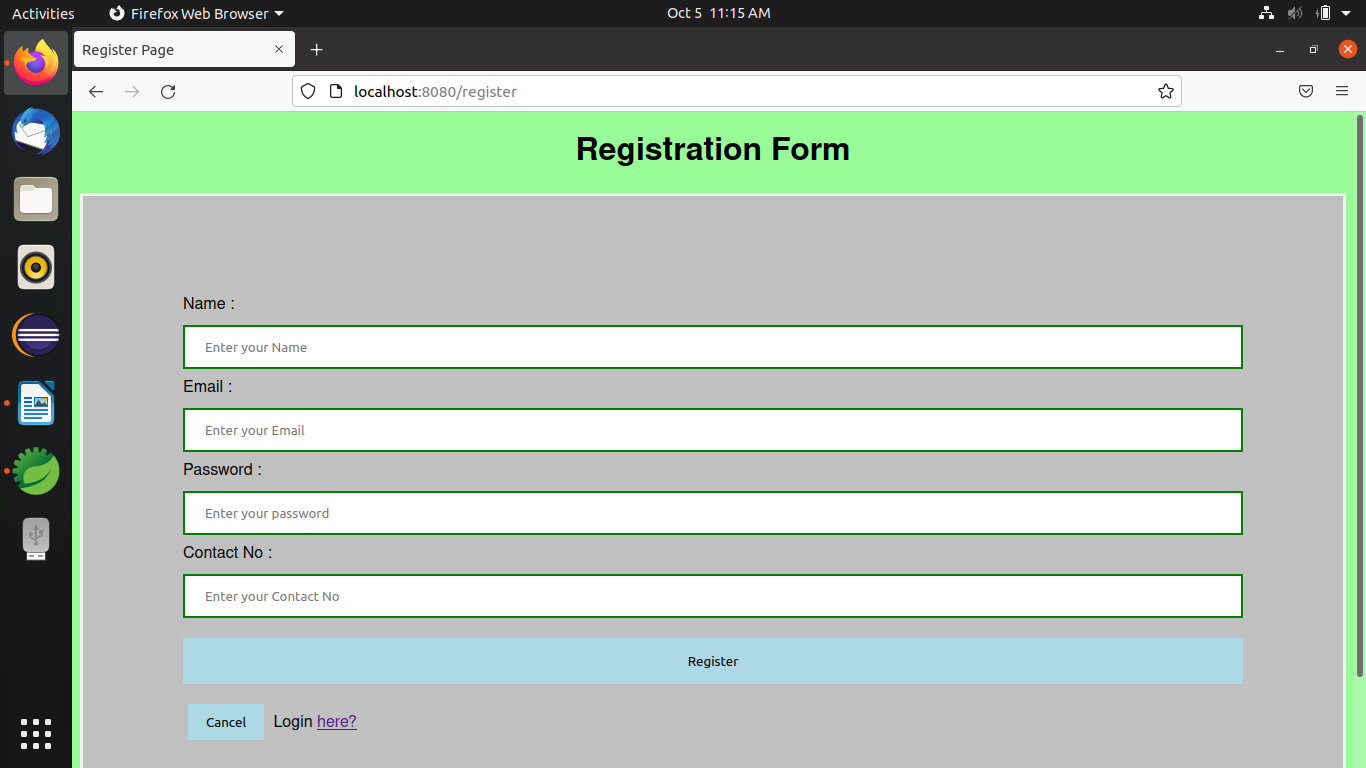 Activities
Firefox Web Browser
Oct 5 11:15 AM
Register Page
localhost:8080/register
Registration Form
Name :
Enter your Name
Email :
Enter your Email
Password :
Enter your password
Contact No :
Enter your Contact No
Register
Cancel Login here?